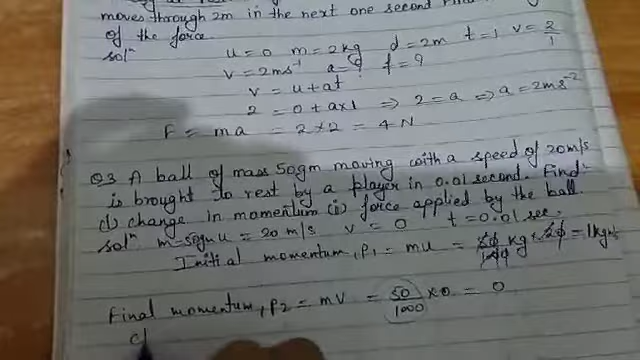 moves through 2m in the next one second
of the force.
solⁿ u = 0 m = 2kg d = 2m t = 1 v = 2/1
v = 2ms⁻¹ a = ? f = ?
v = u + at
2 = 0 + a×1 ⇒ 2 = a ⇒ a = 2ms⁻²
F = ma = 2×2 = 4 N
Q3 A ball of mass 50gm moving with a speed of 20m/s
is brought to rest by a player in 0.01 second. Find
(i) change in momentum (ii) force applied by the ball.
solⁿ m=50gm u = 20 m/s v = 0 t=0.01 sec.
Initial momentum, P₁ = mu = kg × 20 = 1kg
Final momentum, P₂ = mv = 50/1000 × 0 = 0